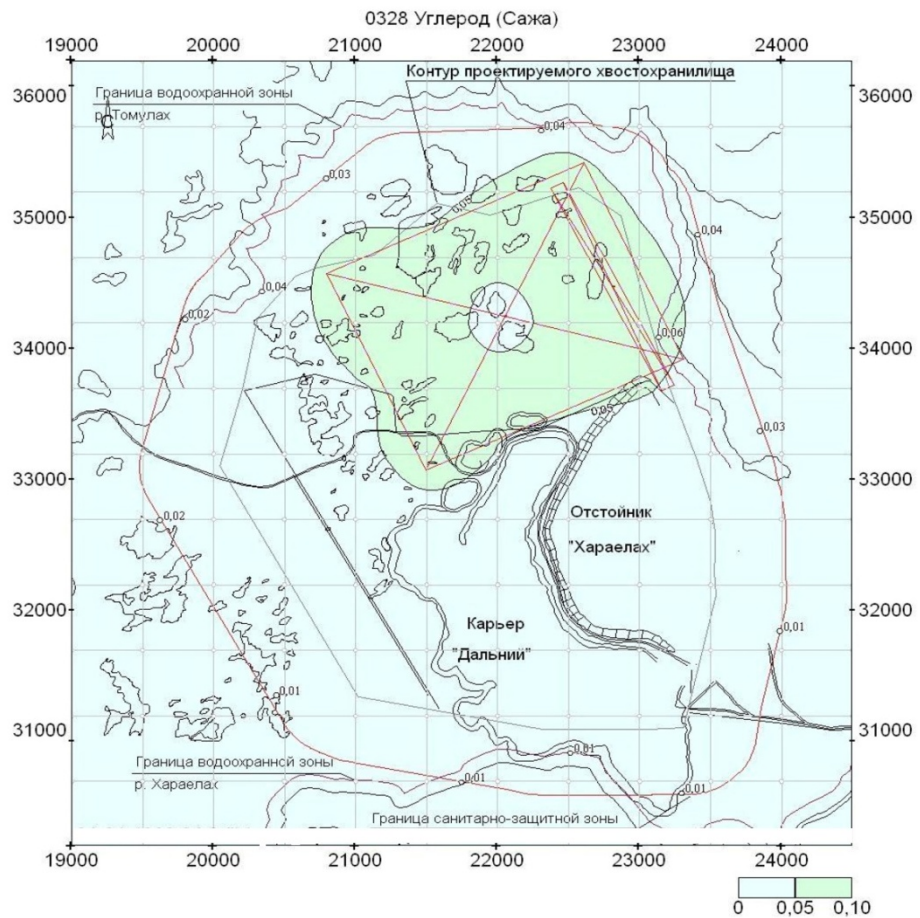 0328 Углерод (Сажа)
19000 20000 21000 22000 23000 24000
Контур проектируемого хвостохранилища
36000 36000
Граница водоохранной зоны
р. Томулах
0,04
0,03
0,05
35000 35000
0,04
0,04
0,02
0,06
34000 34000
0,05
0,03
33000 33000
0,02
Отстойник
"Хараелах"
32000 32000
Карьер
"Дальний"
0,01
0,01
31000 31000
0,01
Граница водоохранной зоны
р. Хараелах
0,01
0,01
Граница санитарно-защитной зоны
19000 20000 21000 22000 23000 24000
0 0,05 0,10